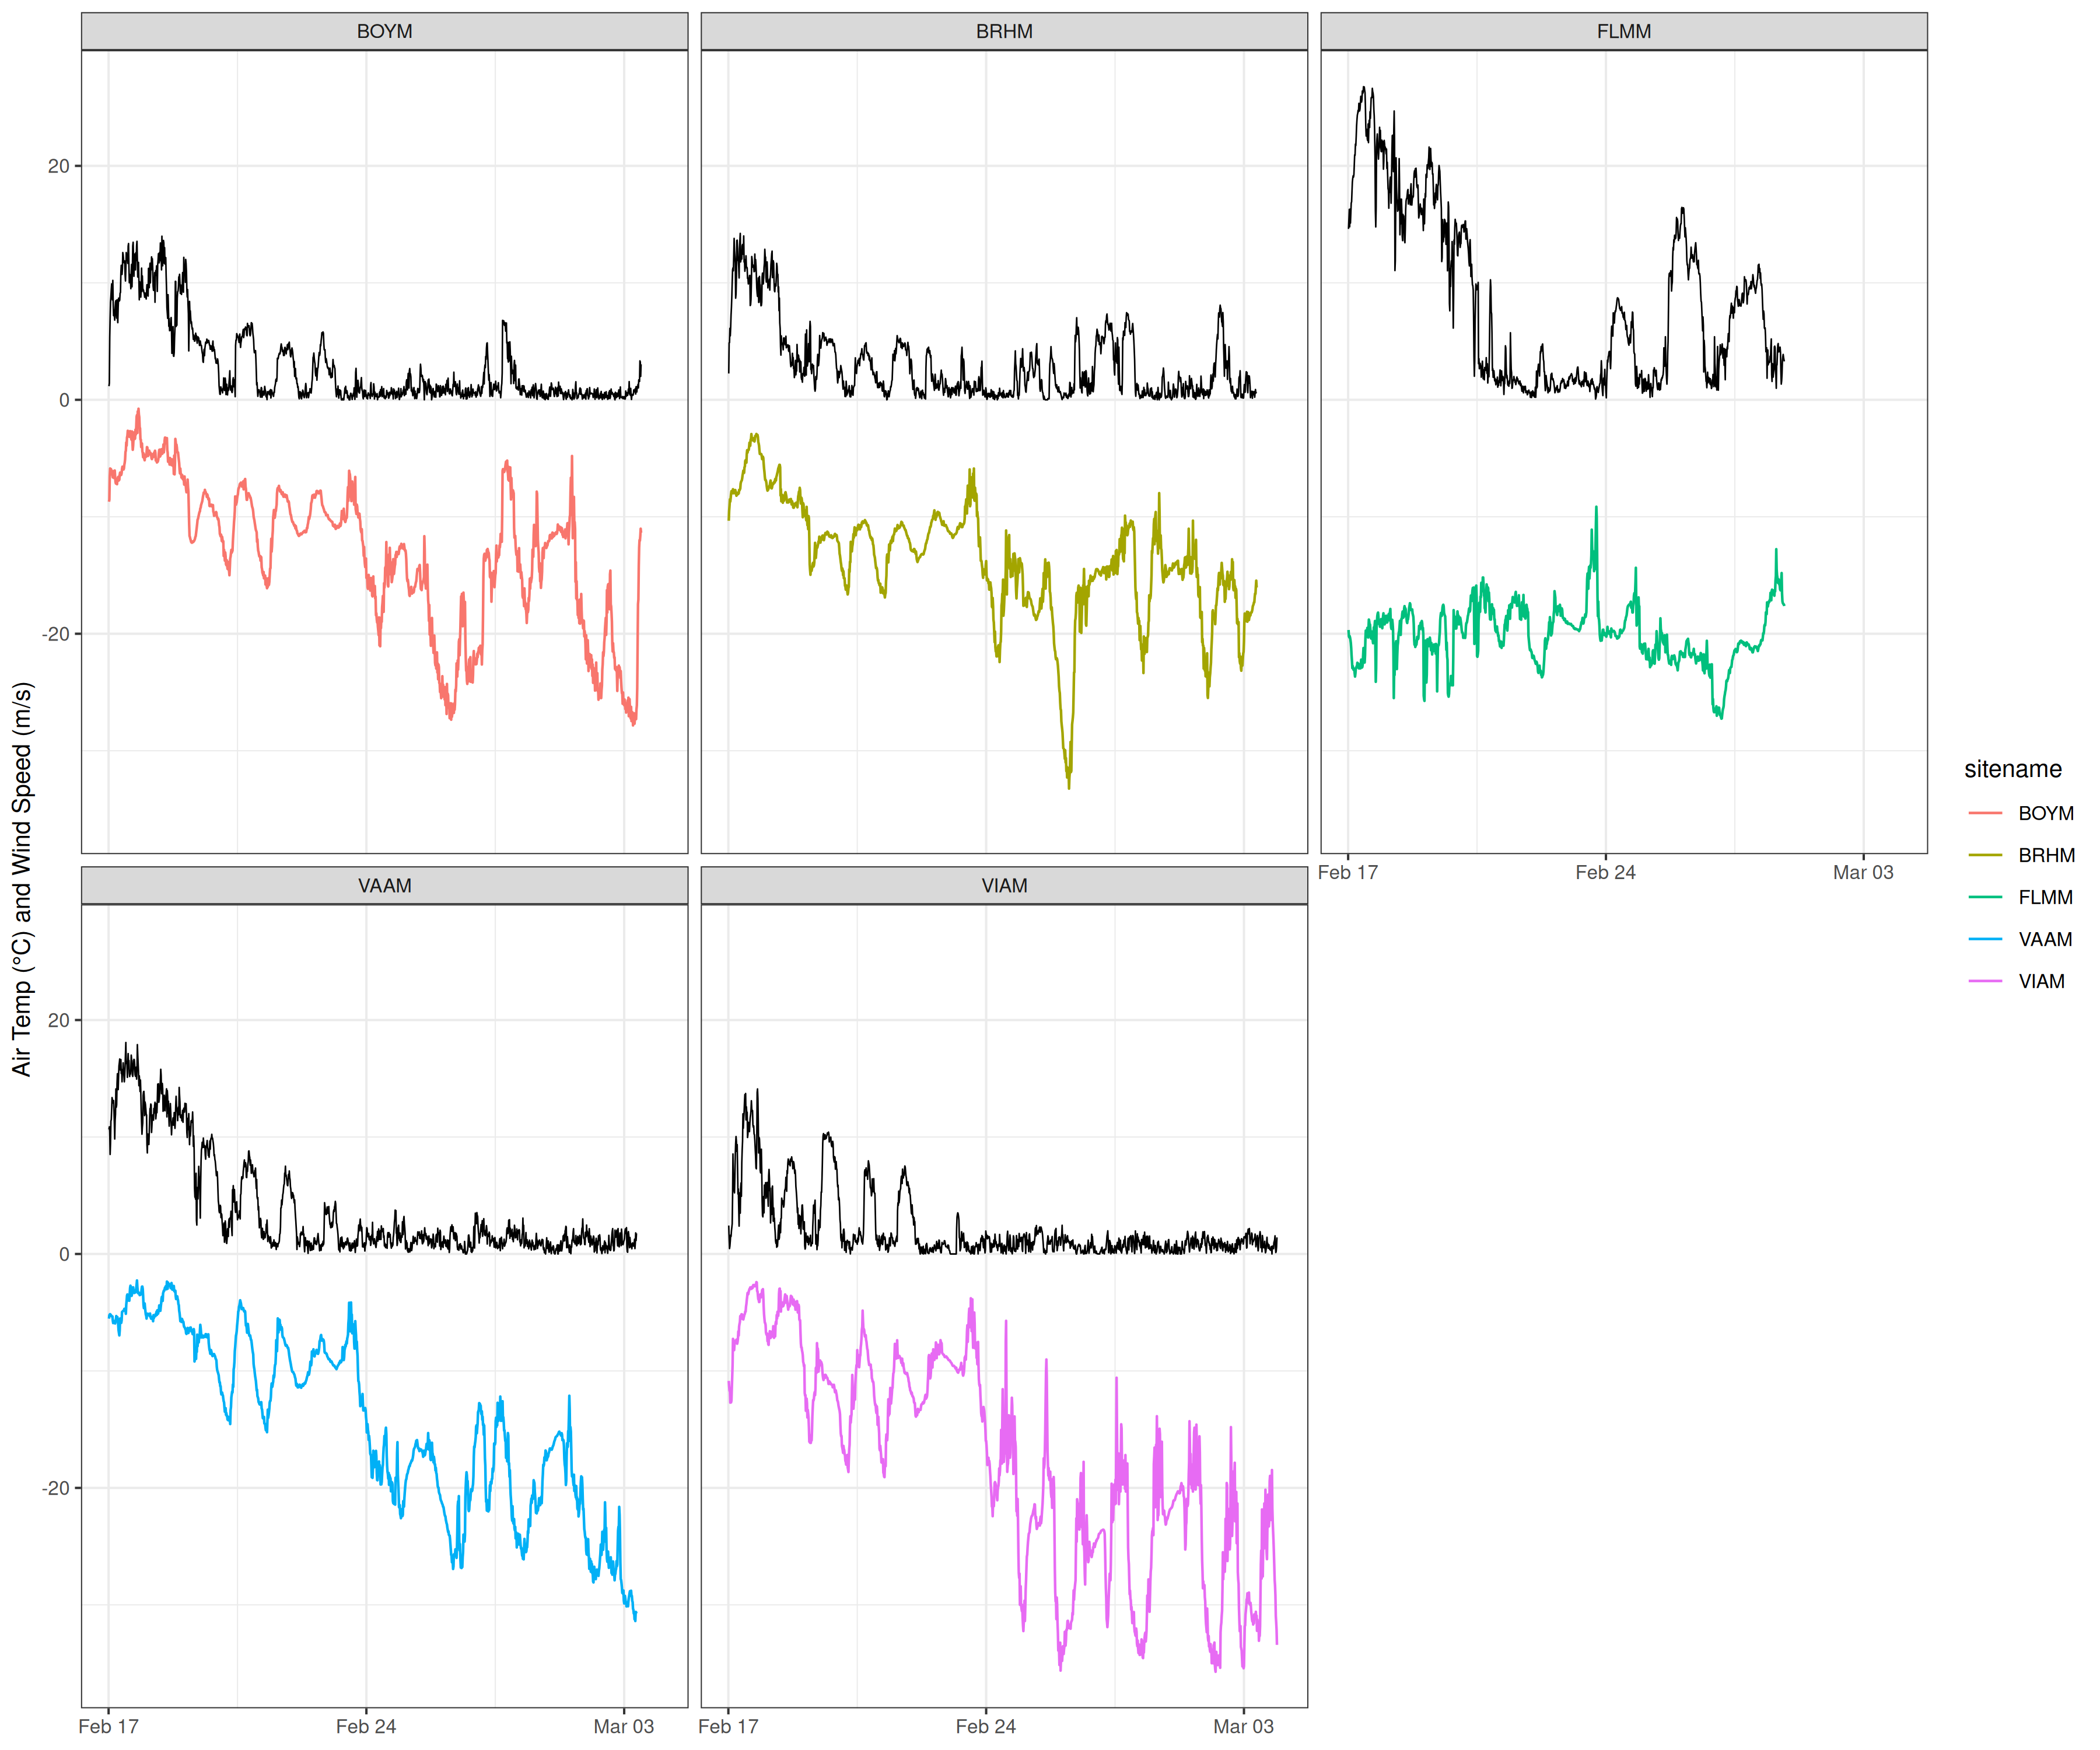 BOYM
BRHM
FLMM
20
0
-20
Feb 17
Feb 24
Mar 03
VAAM
VIAM
20
0
-20
Feb 17
Feb 24
Mar 03
Feb 17
Feb 24
Mar 03
Air Temp (°C) and Wind Speed (m/s)
sitename
BOYM
BRHM
FLMM
VAAM
VIAM